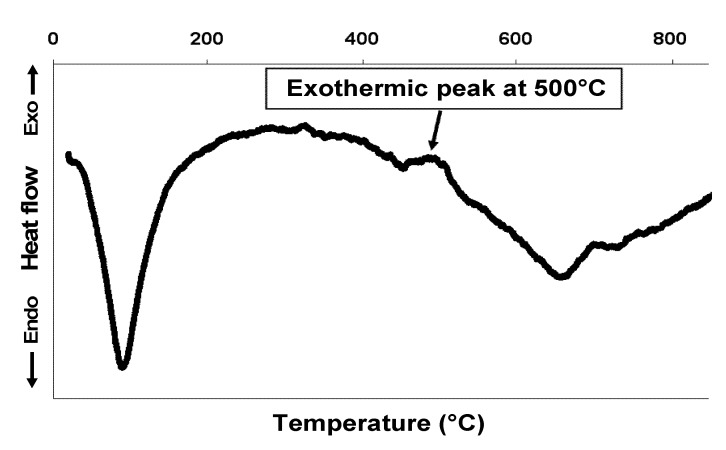 0 200 400 600 800
Exothermic peak at 500°C
Exo
Heat flow
Endo
Temperature (°C)